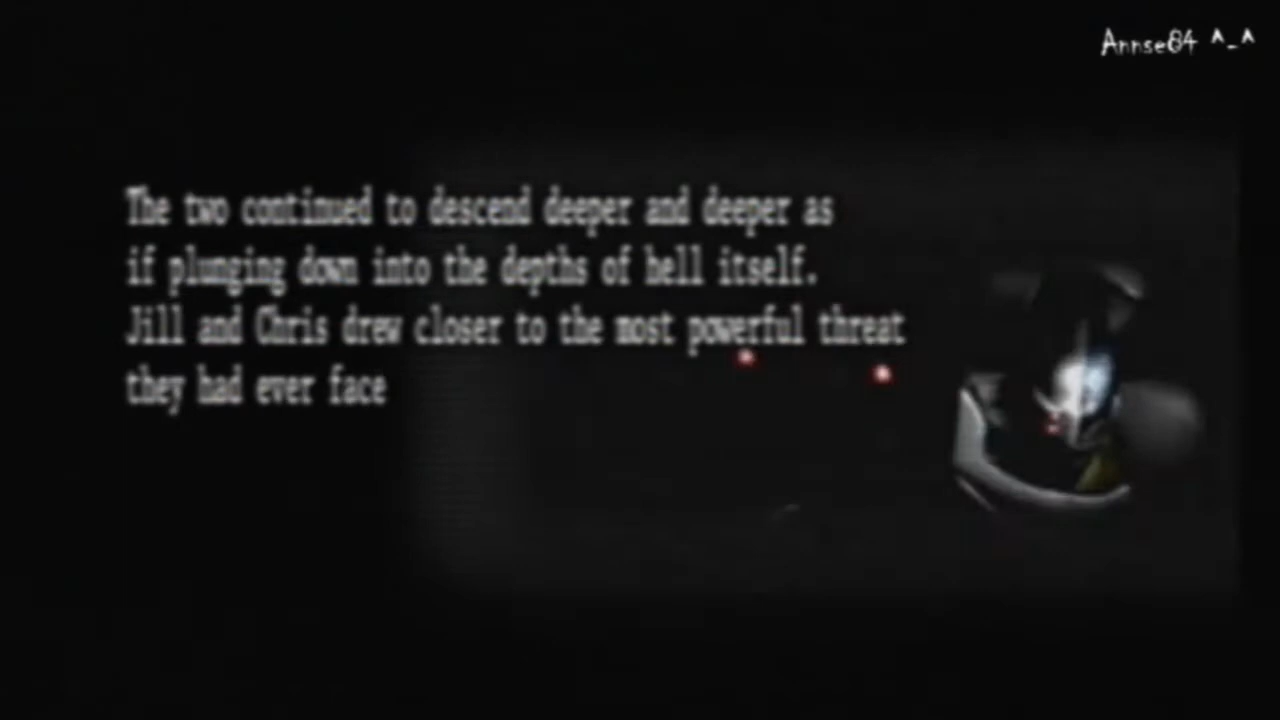 Annse84 ^_^
The two continued to descend deeper and deeper as
if plunging down into the depths of hell itself.
Jill and Chris drew closer to the most powerful threat
they had ever face